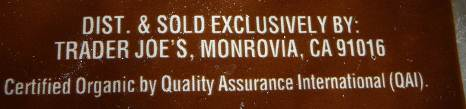 DIST. & SOLD EXCLUSIVELY BY:
TRADER JOE'S, MONROVIA, CA 91016
Certified Organic by Quality Assurance International (QAI).